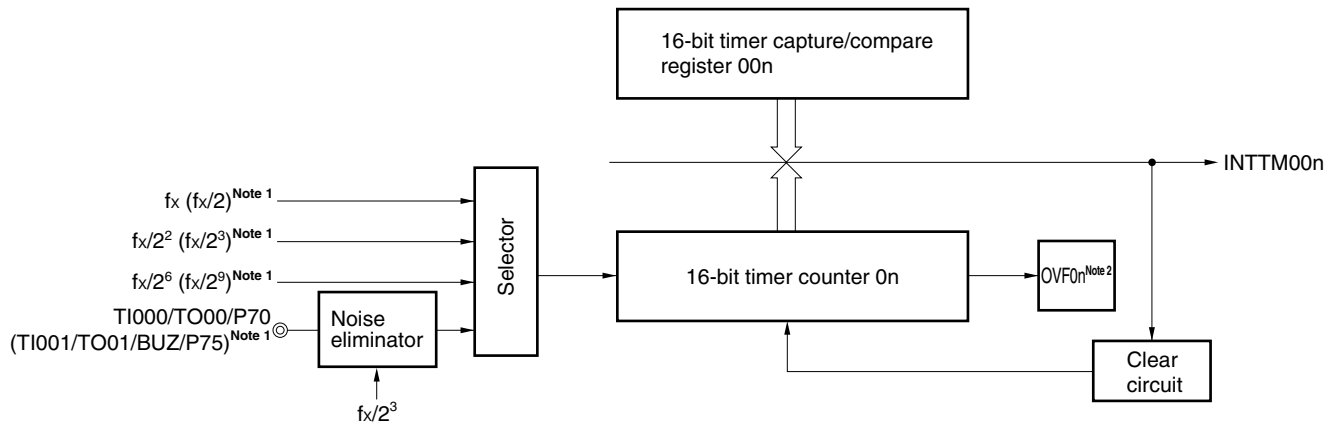 16-bit timer capture/compare
register 00n
INTTM00n
fx (fx/2)Note 1
fx/2² (fx/2³)Note 1
fx/2⁶ (fx/2⁹)Note 1
TI000/TO00/P70
(TI001/TO01/BUZ/P75)Note 1
Noise
eliminator
fx/2³
Selector
16-bit timer counter 0n
OVF0nNote 2
Clear
circuit